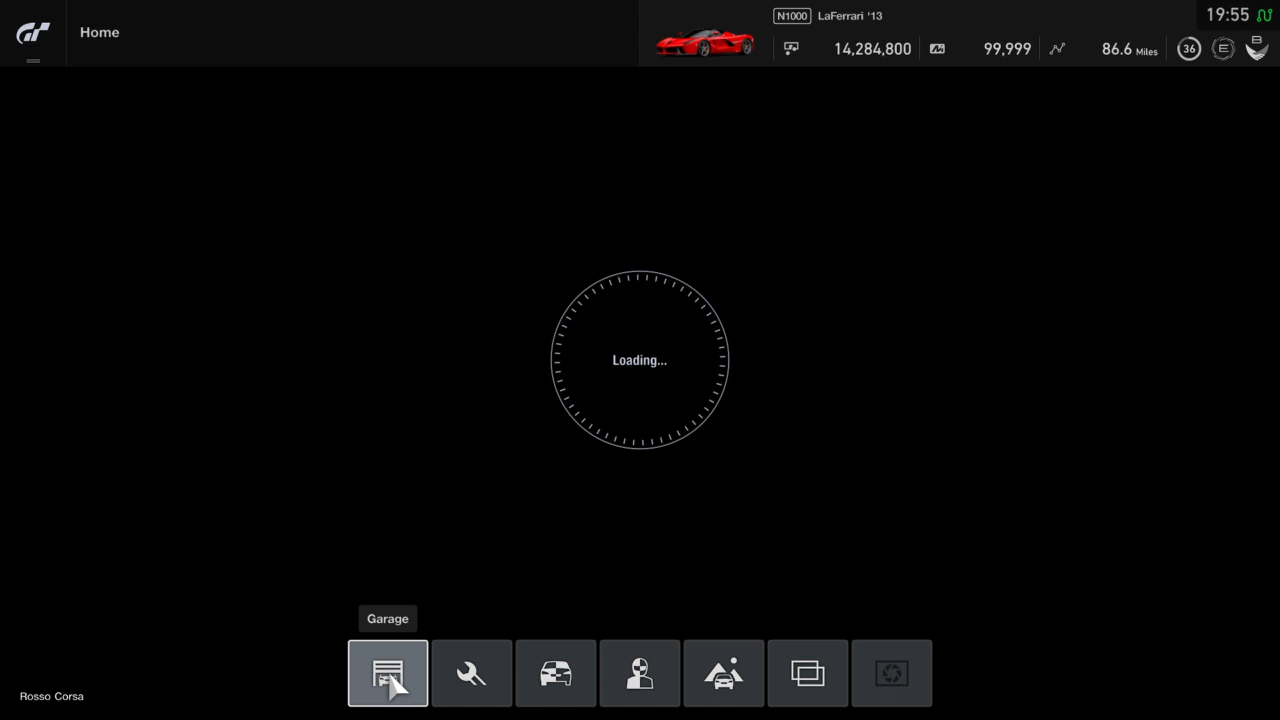 Home
N1000 LaFerrari '13
19:55
14,284,800 99,999 86.6 Miles 36 E B
Loading...
Garage
Rosso Corsa